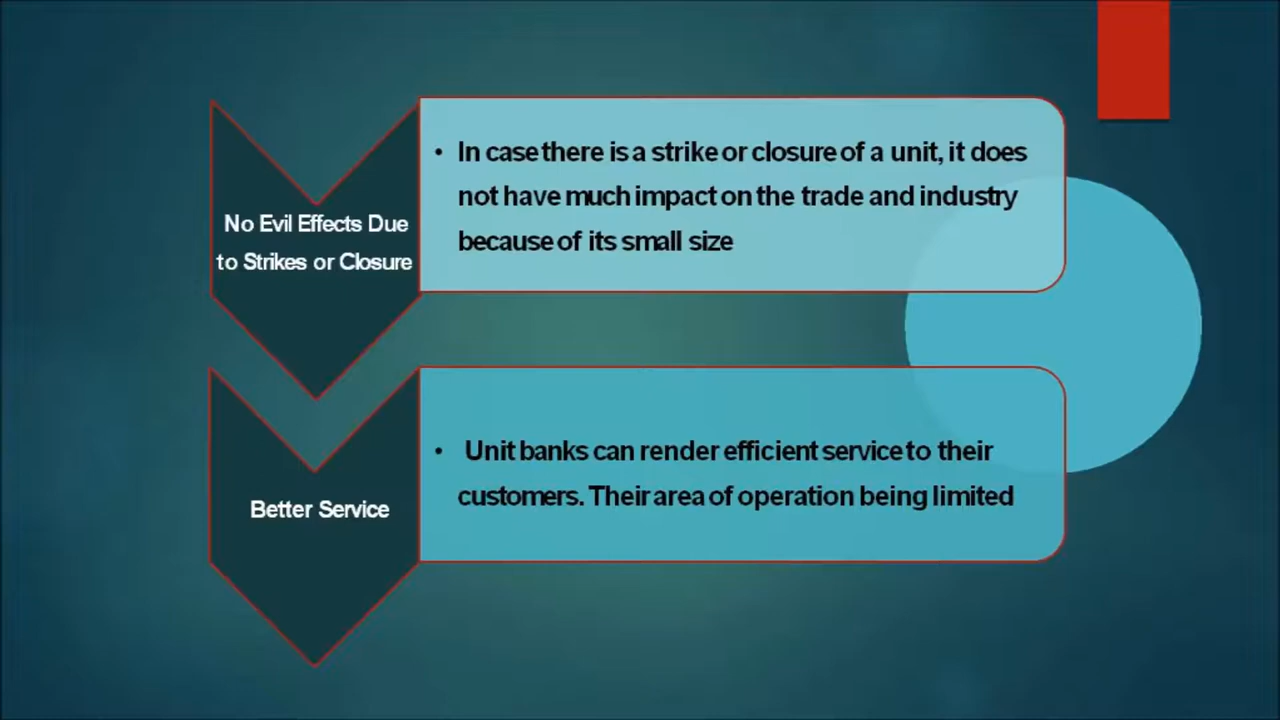 No Evil Effects Due
to Strikes or Closure
• In case there is a strike or closure of a unit, it does
not have much impact on the trade and industry
because of its small size
Better Service
• Unit banks can render efficient service to their
customers. Their area of operation being limited